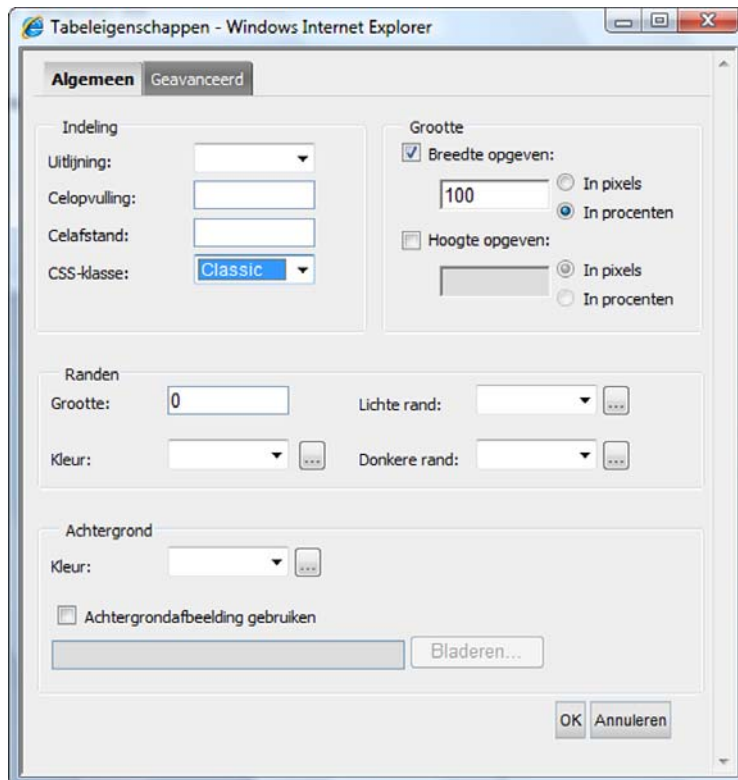 Tabeleigenschappen - Windows Internet Explorer
Algemeen Geavanceerd
Indeling
Uitlijning:
Celopvulling:
Celafstand:
CSS-klasse: Classic
Grootte
Breedte opgeven:
100 In pixels
In procenten
Hoogte opgeven:
In pixels
In procenten
Randen
Grootte: 0 Lichte rand: ...
Kleur: ... Donkere rand: ...
Achtergrond
Kleur: ...
Achtergrondafbeelding gebruiken
Bladeren...
OK Annuleren